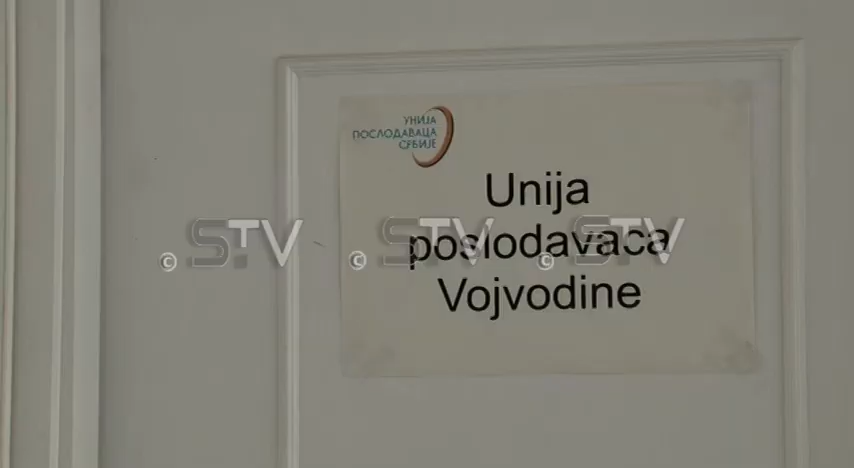 УНИЈА
ПОСЛОДАВАЦА
СРБИЈЕ
Unija
poslodavaca
Vojvodine
© STV © STV © STV